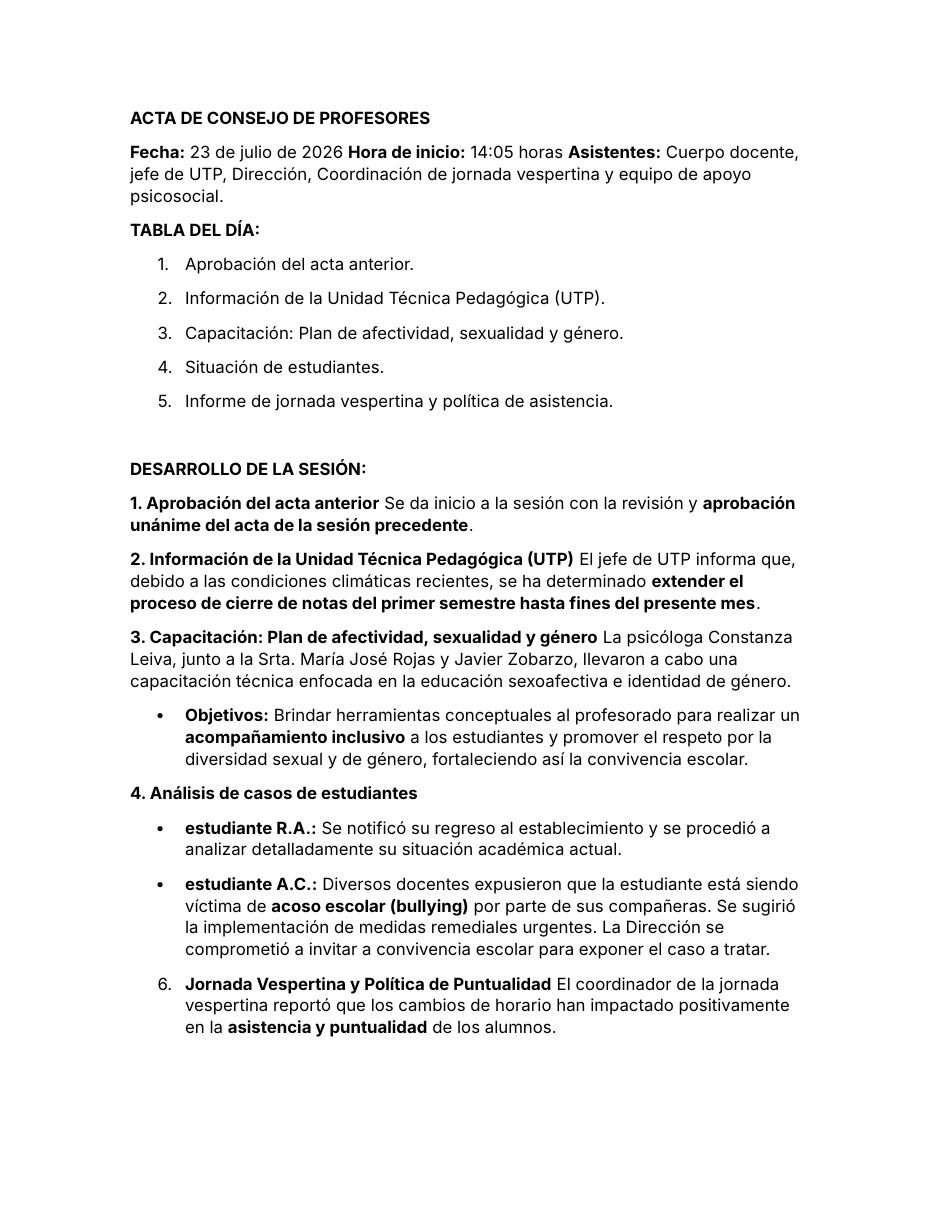 ACTA DE CONSEJO DE PROFESORES
Fecha: 23 de julio de 2026 Hora de inicio: 14:05 horas Asistentes: Cuerpo docente,
jefe de UTP, Dirección, Coordinación de jornada vespertina y equipo de apoyo
psicosocial.
TABLA DEL DÍA:
1. Aprobación del acta anterior.
2. Información de la Unidad Técnica Pedagógica (UTP).
3. Capacitación: Plan de afectividad, sexualidad y género.
4. Situación de estudiantes.
5. Informe de jornada vespertina y política de asistencia.
DESARROLLO DE LA SESIÓN:
1. Aprobación del acta anterior Se da inicio a la sesión con la revisión y aprobación
unánime del acta de la sesión precedente.
2. Información de la Unidad Técnica Pedagógica (UTP) El jefe de UTP informa que,
debido a las condiciones climáticas recientes, se ha determinado extender el
proceso de cierre de notas del primer semestre hasta fines del presente mes.
3. Capacitación: Plan de afectividad, sexualidad y género La psicóloga Constanza
Leiva, junto a la Srta. María José Rojas y Javier Zobarzo, llevaron a cabo una
capacitación técnica enfocada en la educación sexoafectiva e identidad de género.
• Objetivos: Brindar herramientas conceptuales al profesorado para realizar un
acompañamiento inclusivo a los estudiantes y promover el respeto por la
diversidad sexual y de género, fortaleciendo así la convivencia escolar.
4. Análisis de casos de estudiantes
• estudiante R.A.: Se notificó su regreso al establecimiento y se procedió a
analizar detalladamente su situación académica actual.
• estudiante A.C.: Diversos docentes expusieron que la estudiante está siendo
víctima de acoso escolar (bullying) por parte de sus compañeras. Se sugirió
la implementación de medidas remediales urgentes. La Dirección se
comprometió a invitar a convivencia escolar para exponer el caso a tratar.
6. Jornada Vespertina y Política de Puntualidad El coordinador de la jornada
vespertina reportó que los cambios de horario han impactado positivamente
en la asistencia y puntualidad de los alumnos.